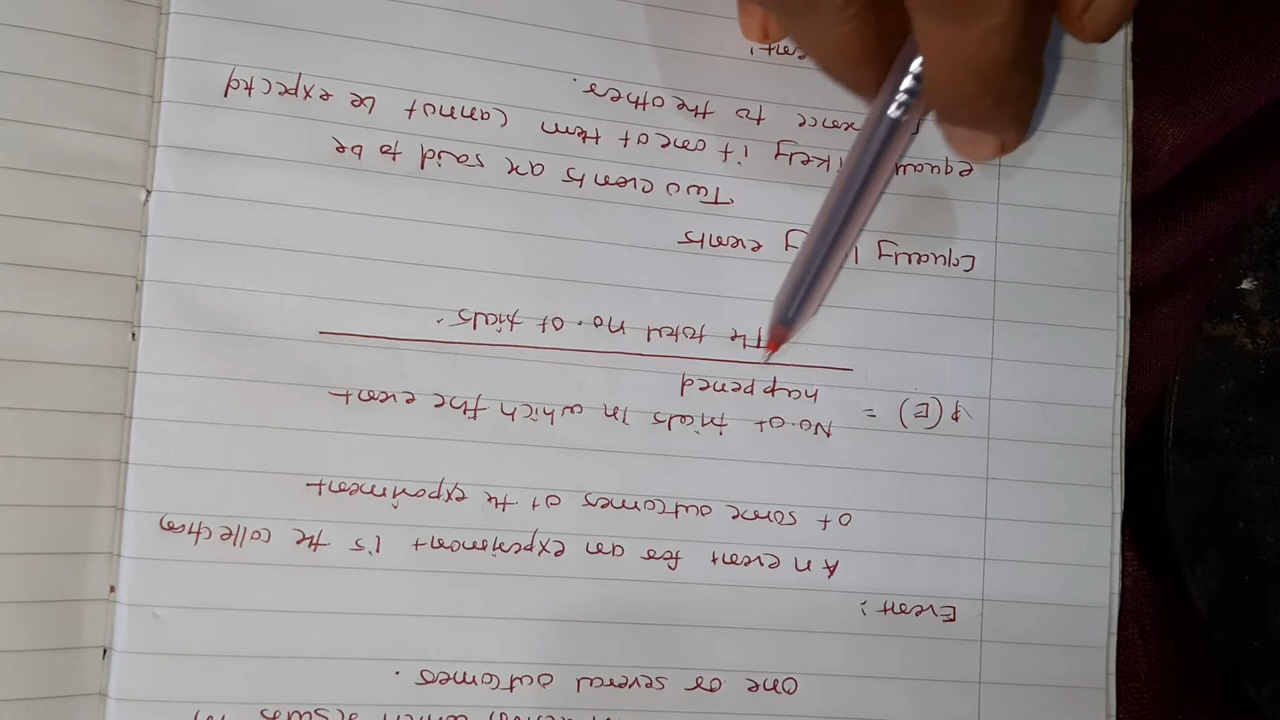 one or several outcomes.
Event:
An event for an experiment is the collection
of some outcomes of the experiment
No. of trials in which the event
happened
P(E) =
The total no. of trials.
Equally events
Two events are said to be
if one of them cannot be expected
to the others.